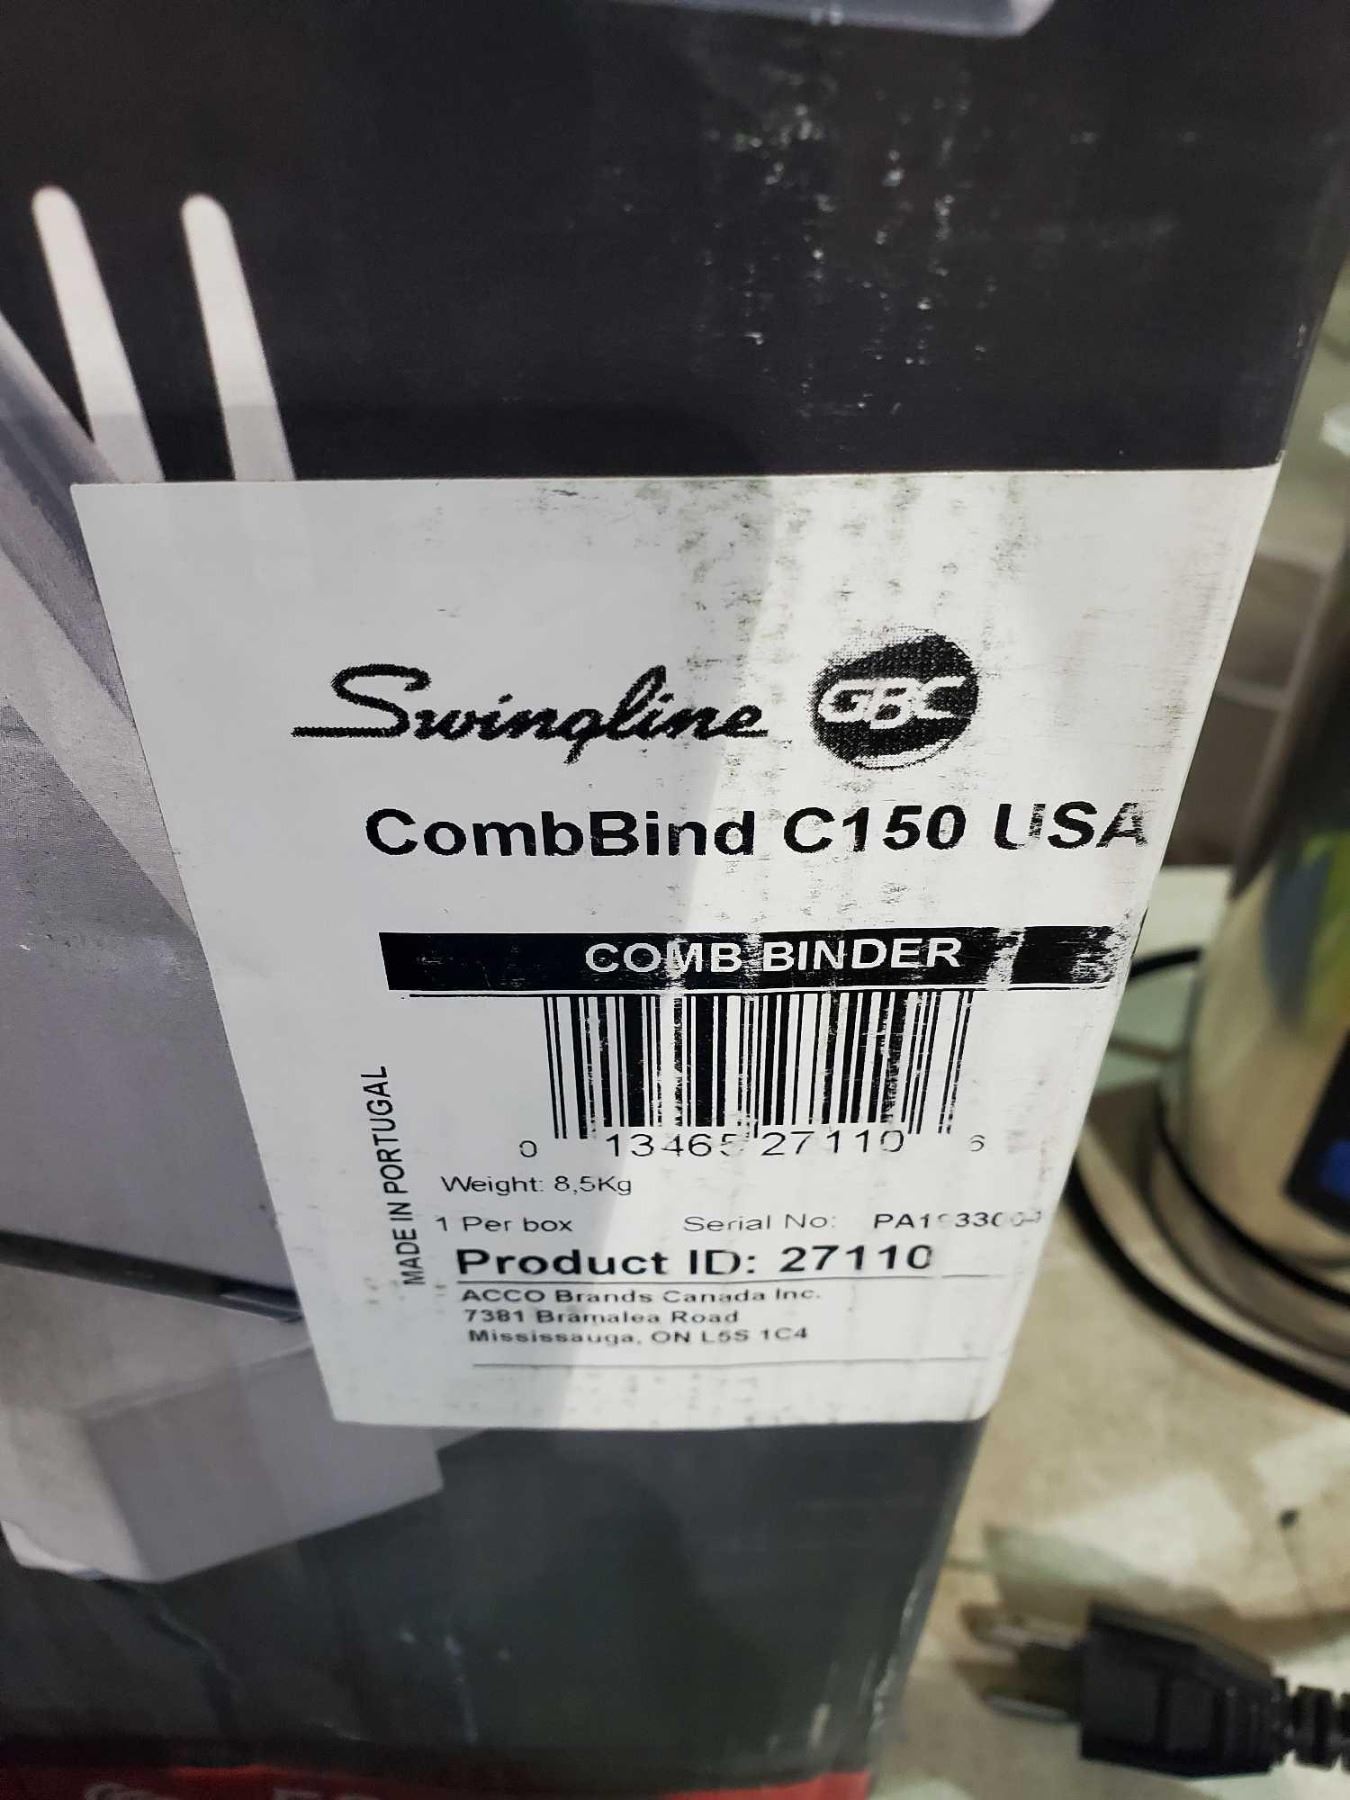 Swingline GBC
CombBind C150 USA
COMB BINDER
0 13465 27110 6
MADE IN PORTUGAL
Weight: 8,5Kg
1 Per box Serial No:
Product ID: 27110
ACCO Brands Canada Inc.
7381 Bramalea Road
Mississauga, ON L5S 1C4